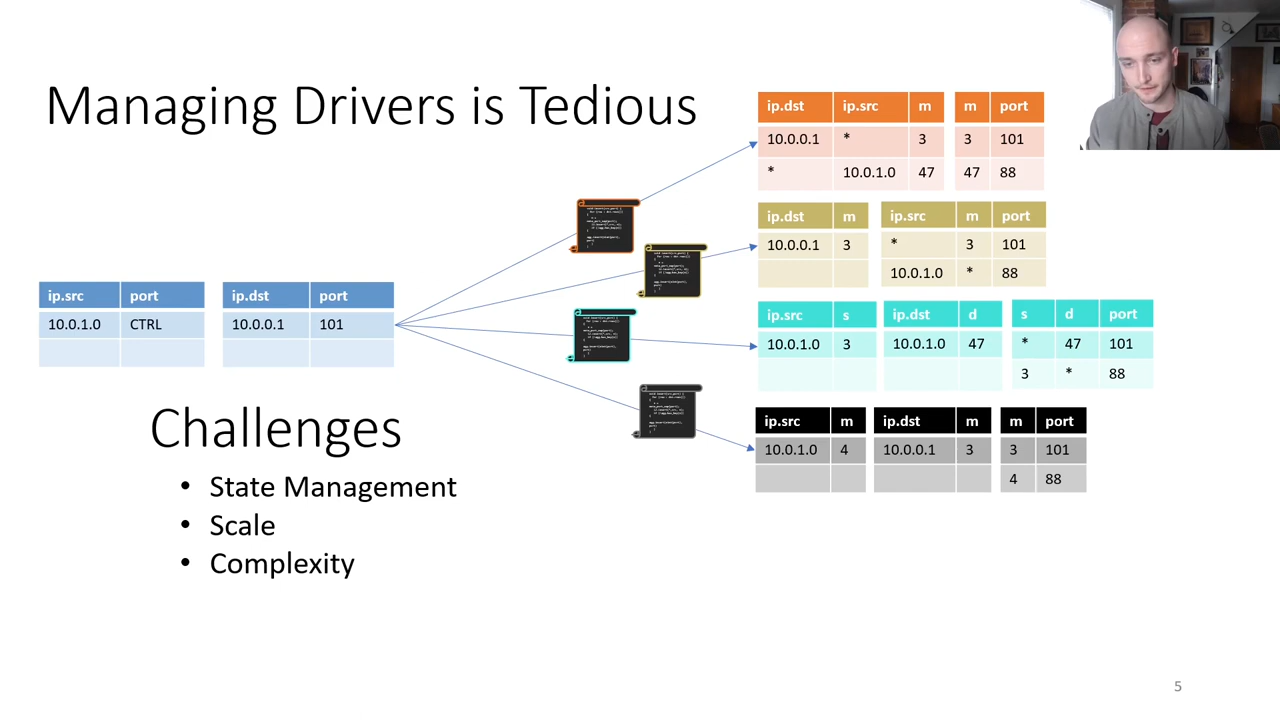 Managing Drivers is Tedious
ip.src port
10.0.1.0 CTRL
ip.dst port
10.0.0.1 101
ip.dst ip.src m
10.0.0.1 * 3
* 10.0.1.0 47
m port
3 101
47 88
ip.dst m
10.0.0.1 3
ip.src m port
* 3 101
10.0.1.0 * 88
ip.src s
10.0.1.0 3
ip.dst d
10.0.0.1 47
s d port
* 47 101
3 * 88
ip.src m
10.0.1.0 4
ip.dst m
10.0.0.1 3
m port
3 101
4 88
Challenges
• State Management
• Scale
• Complexity
5